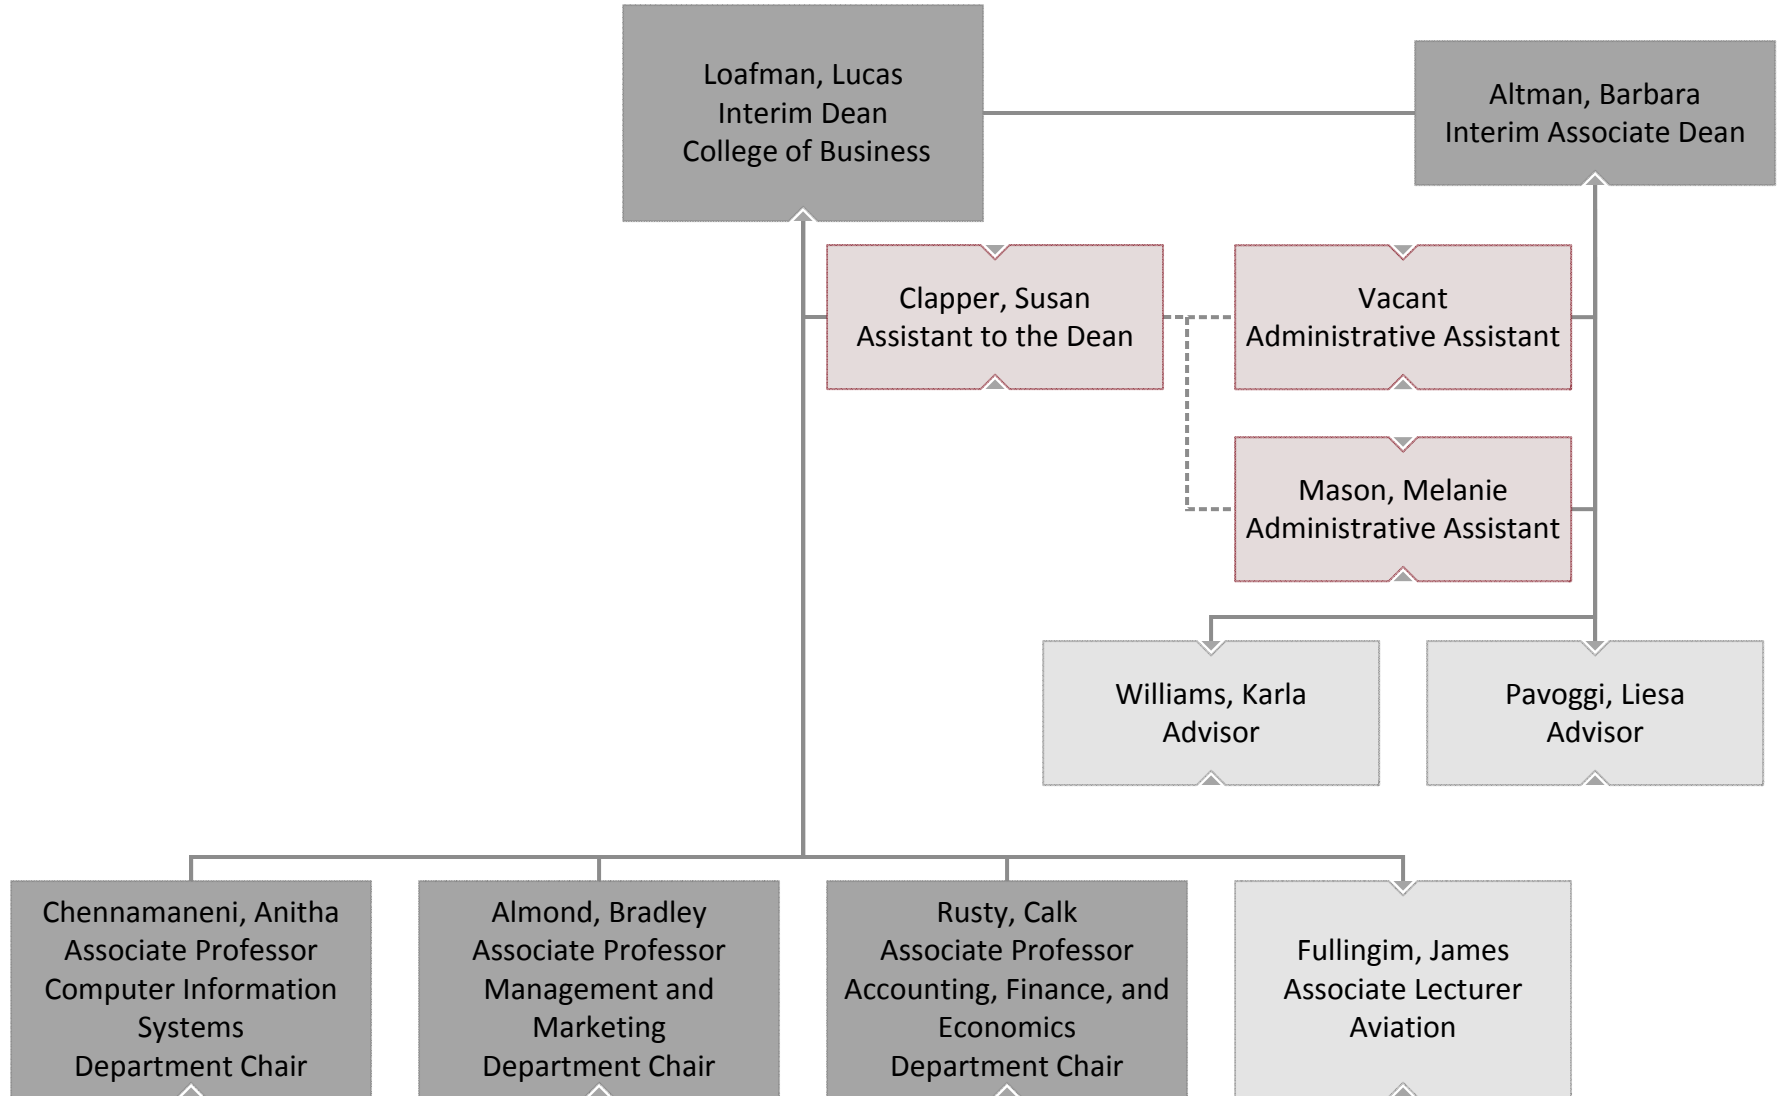 Loafman, Lucas
Interim Dean
College of Business
Altman, Barbara
Interim Associate Dean
Clapper, Susan
Assistant to the Dean
Vacant
Administrative Assistant
Mason, Melanie
Administrative Assistant
Williams, Karla
Advisor
Pavoggi, Liesa
Advisor
Chennamaneni, Anitha
Associate Professor
Computer Information
Systems
Department Chair
Almond, Bradley
Associate Professor
Management and
Marketing
Department Chair
Rusty, Calk
Associate Professor
Accounting, Finance, and
Economics
Department Chair
Fullingim, James
Associate Lecturer
Aviation